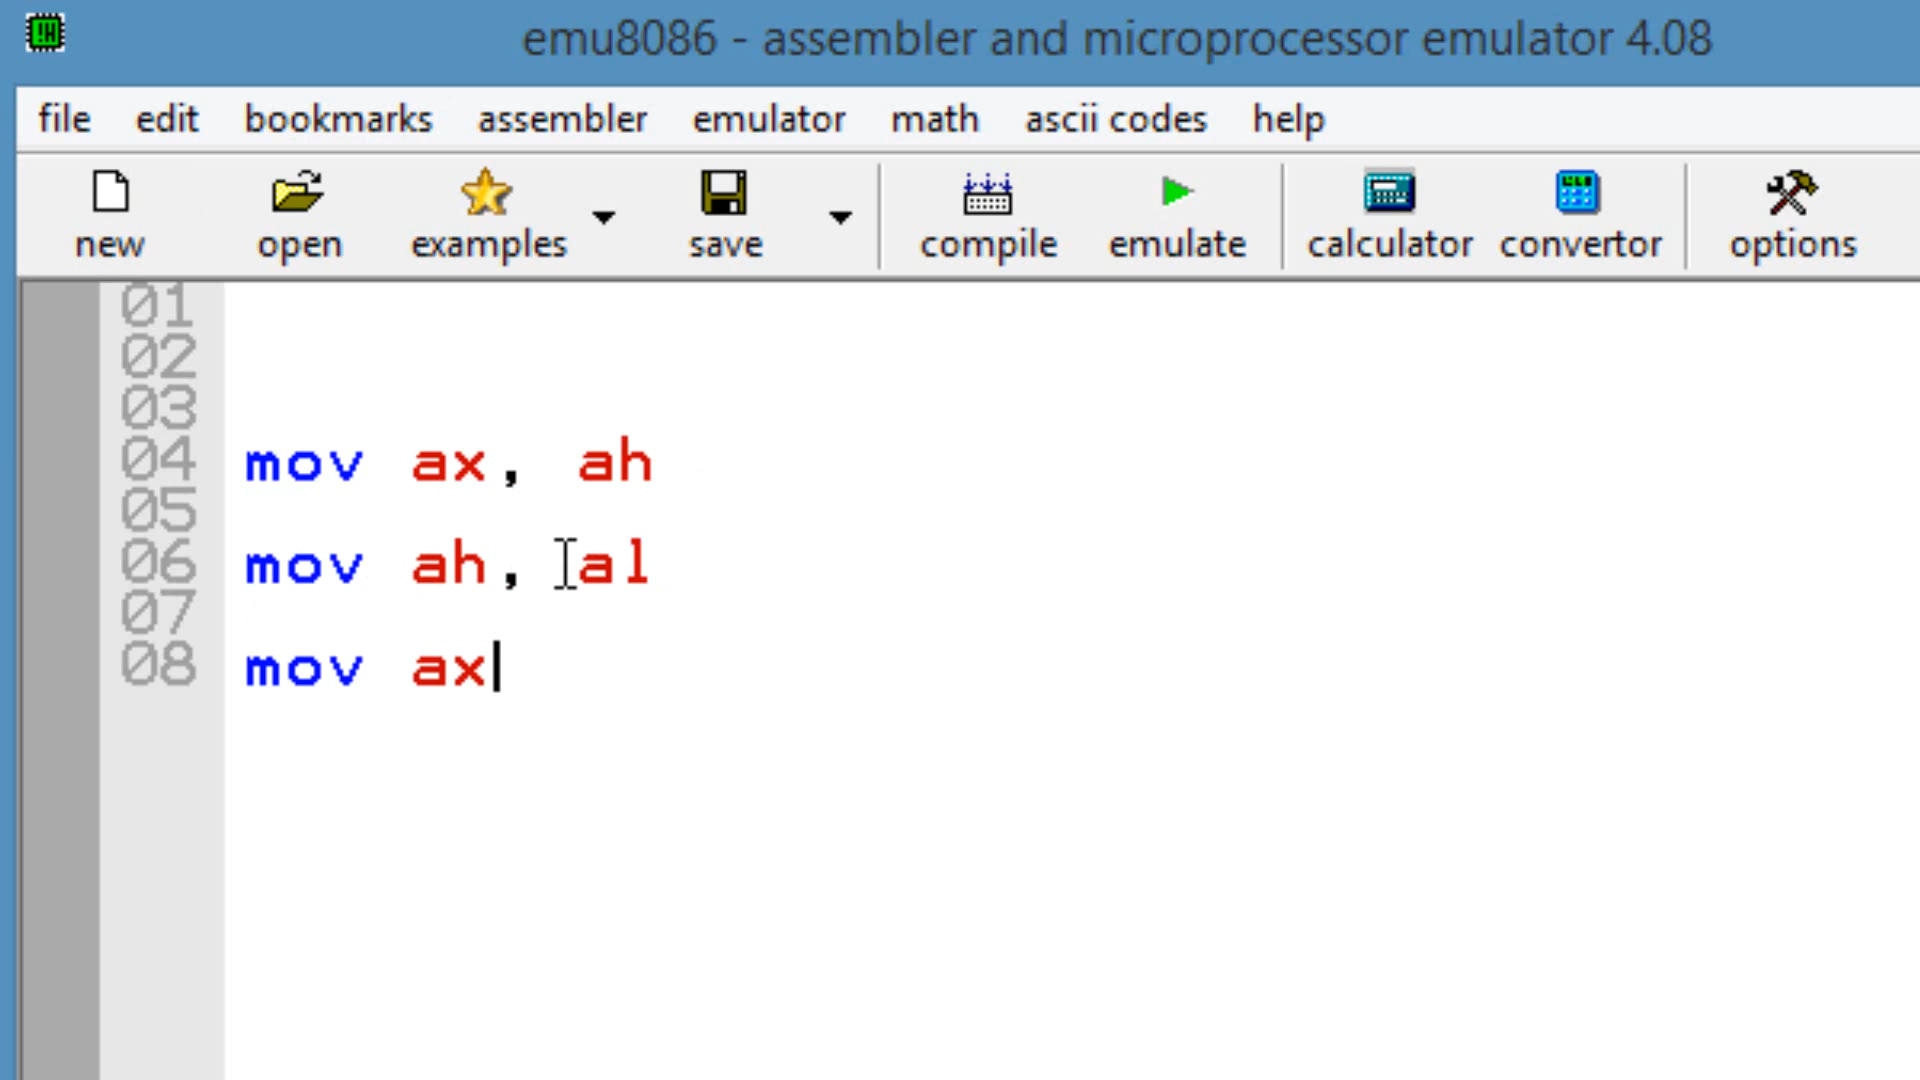 emu8086 - assembler and microprocessor emulator 4.08
file edit bookmarks assembler emulator math ascii codes help
new open examples save compile emulate calculator convertor options
01
02
03
04 mov ax, ah
05
06 mov ah, al
07
08 mov ax